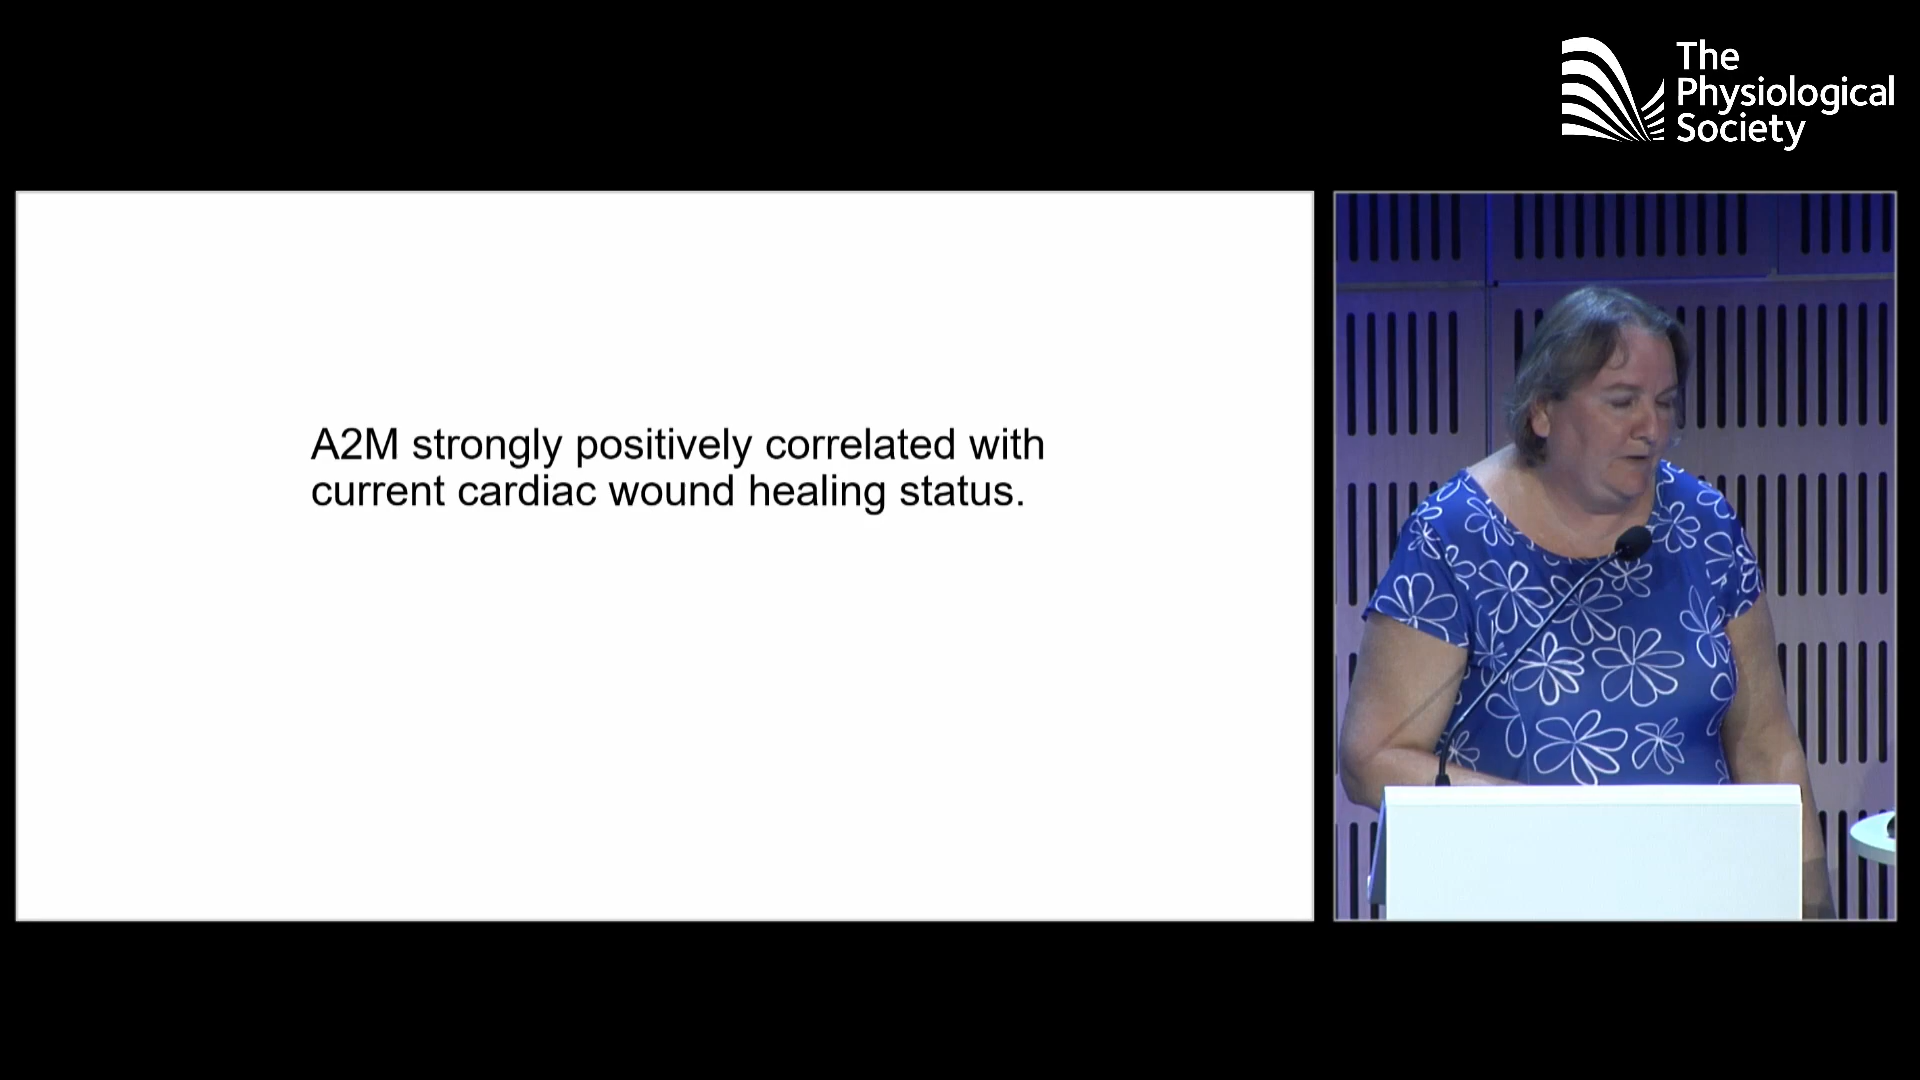 The
Physiological
Society
A2M strongly positively correlated with
current cardiac wound healing status.